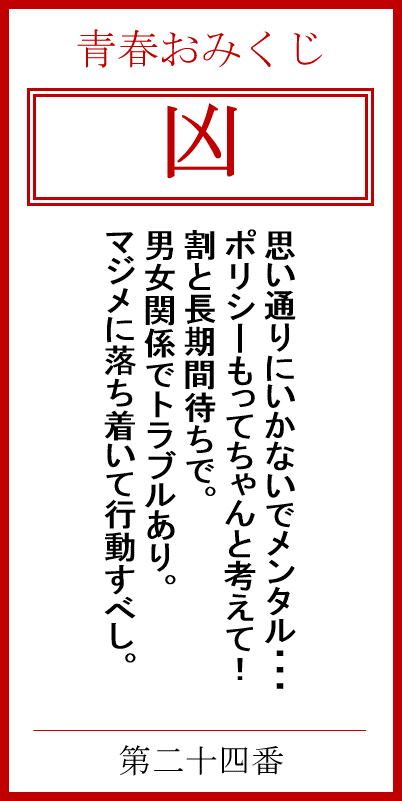 青春おみくじ
凶
思い通りにいかないでメンタル・・・
ポリシーもってちゃんと考えて！
割と長期間待ちで。
男女関係でトラブルあり。
マジメに落ち着いて行動すべし。
第二十四番